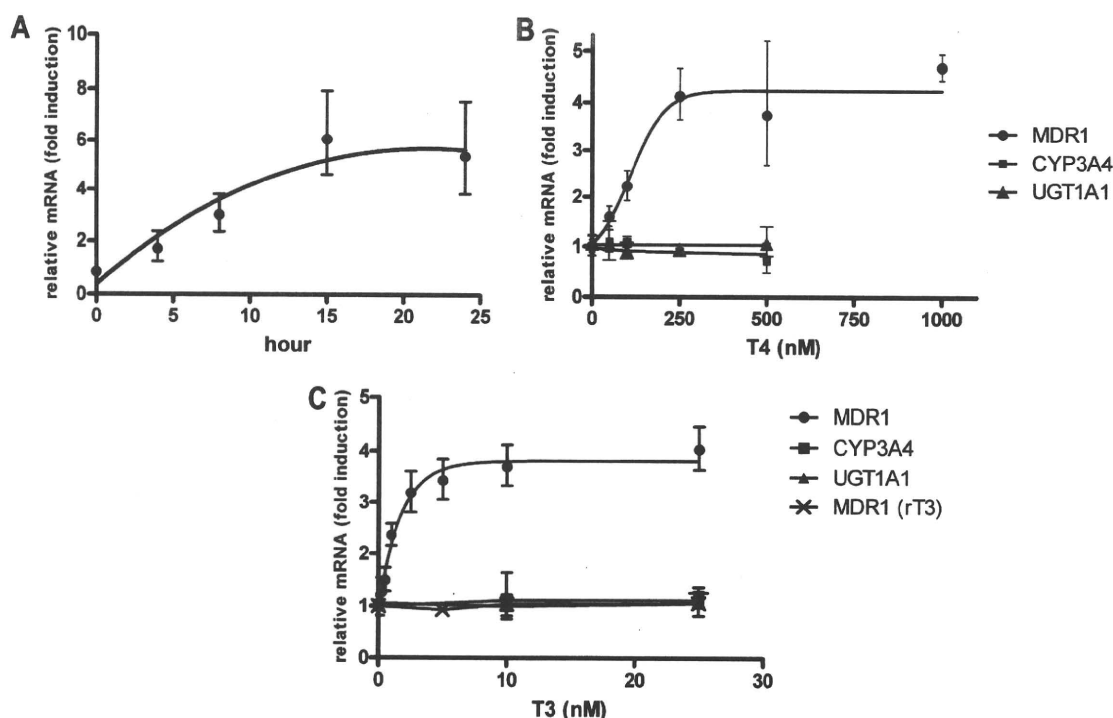 A
relative mRNA (fold induction)
10
8
6
4
2
0
0 5 10 15 20 25
hour
B
relative mRNA (fold induction)
5
4
3
2
1
0
0 250 500 750 1000
T4 (nM)
MDR1
CYP3A4
UGT1A1
C
relative mRNA (fold induction)
5
4
3
2
1
0
0 10 20 30
T3 (nM)
MDR1
CYP3A4
UGT1A1
MDR1 (rT3)